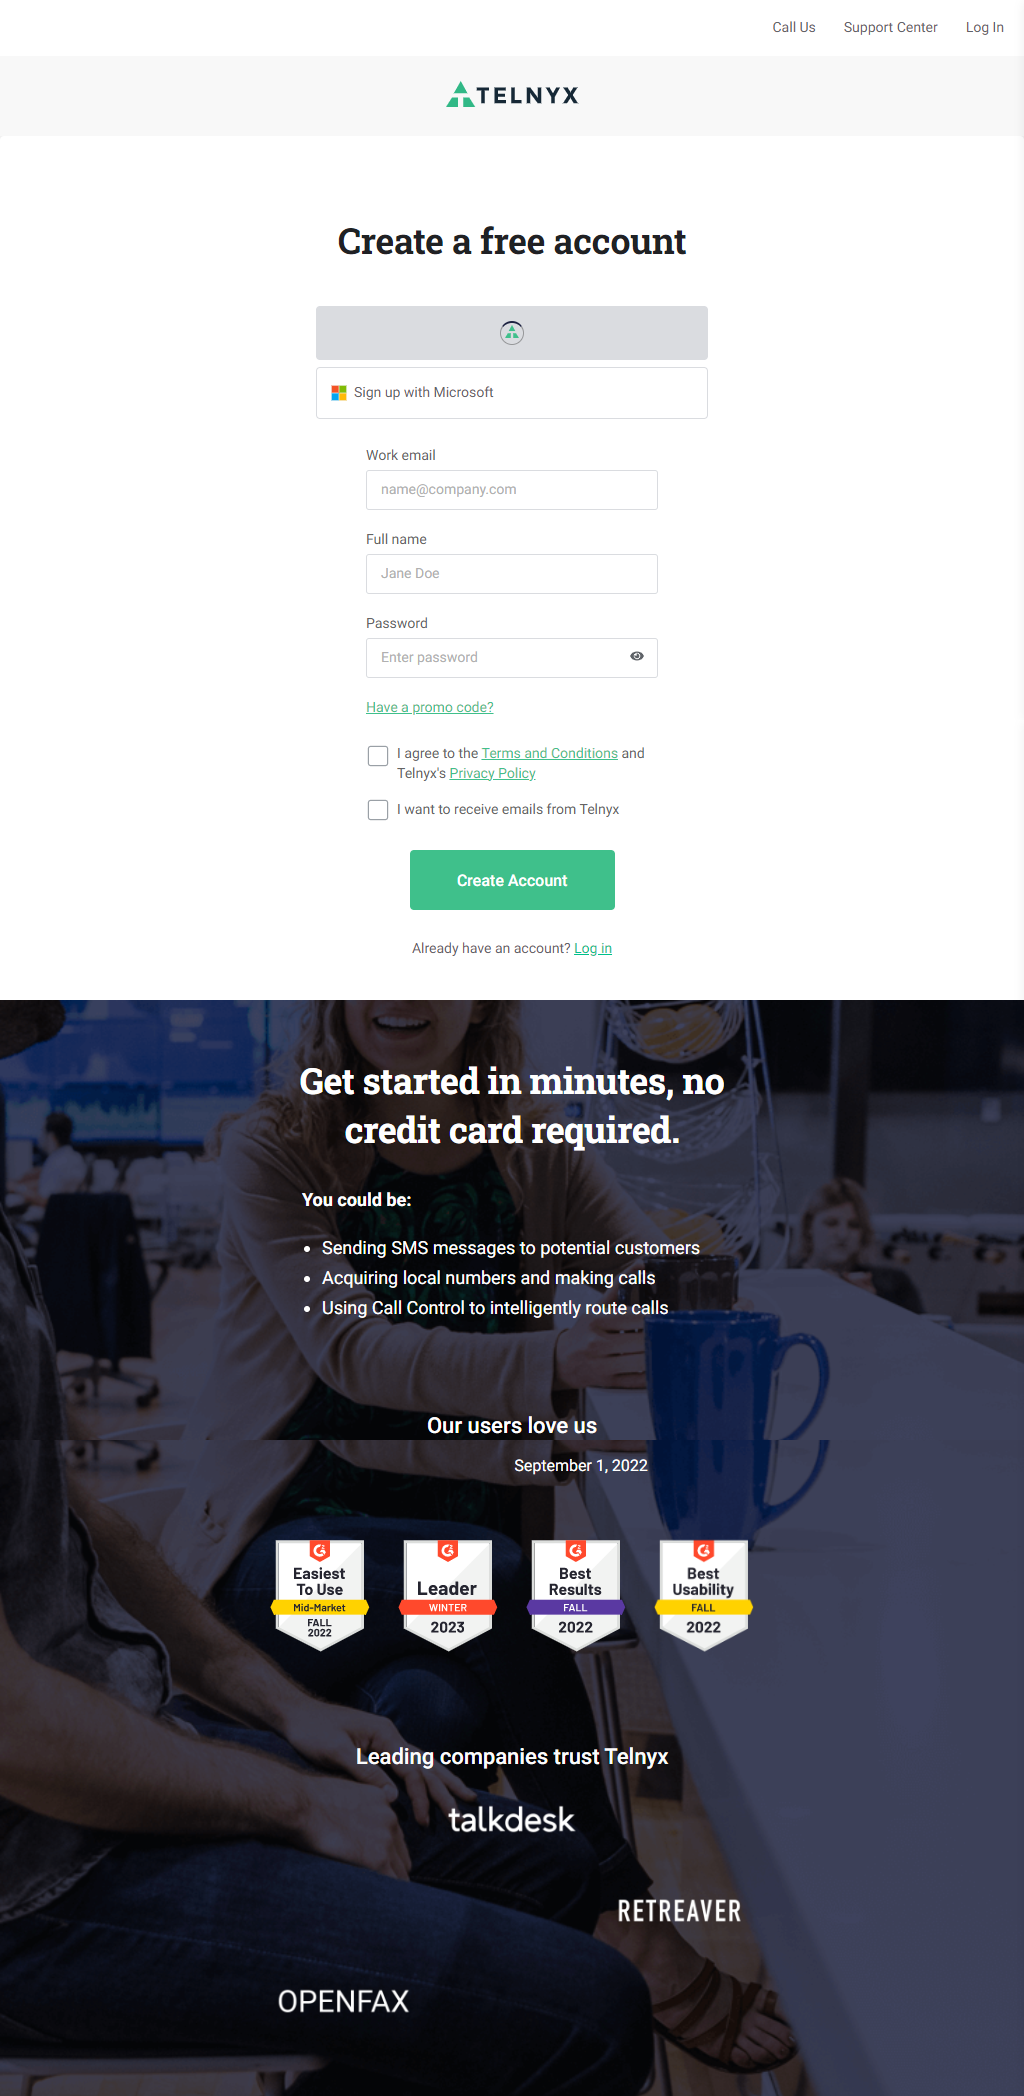 Call Us Support Center Log In
TELNYX
Create a free account
Sign up with Microsoft
Work email
name@company.com
Full name
Jane Doe
Password
Enter password
Have a promo code?
I agree to the Terms and Conditions and
Telnyx's Privacy Policy
I want to receive emails from Telnyx
Create Account
Already have an account? Log in
Get started in minutes, no
credit card required.
You could be:
• Sending SMS messages to potential customers
• Acquiring local numbers and making calls
• Using Call Control to intelligently route calls
Our users love us
September 1, 2022
Easiest
To Use
Mid-Market
FALL
2022
Leader
WINTER
2023
Best
Results
FALL
2022
Best
Usability
FALL
2022
Leading companies trust Telnyx
talkdesk
RETREAVER
OPENFAX